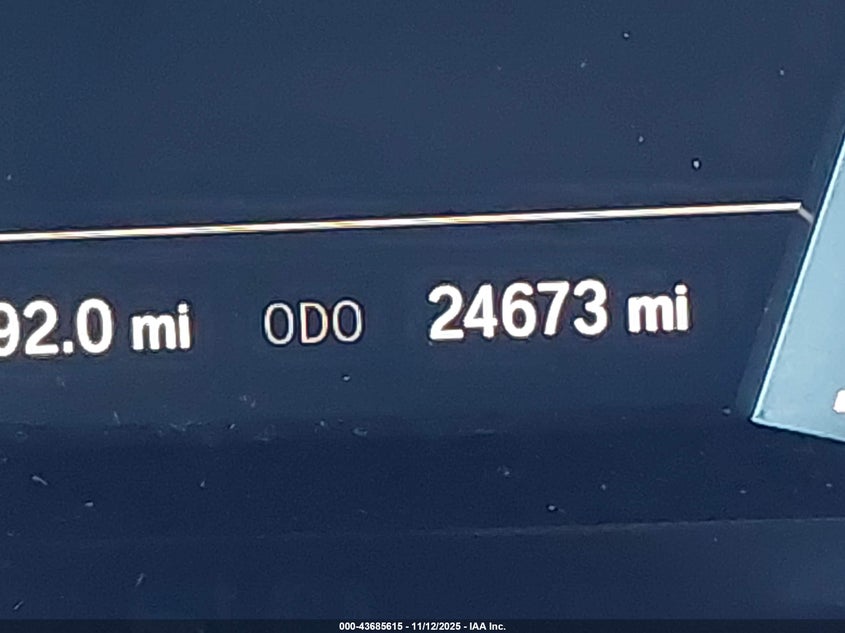 92.0 mi ODO 24673 mi
000-43685615 - 11/12/2025 - IAA Inc.